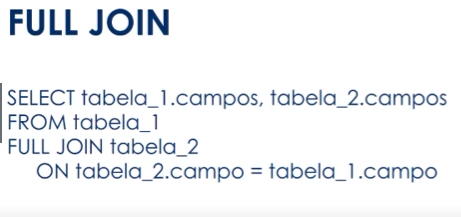 FULL JOIN
SELECT tabela_1.campos, tabela_2.campos
FROM tabela_1
FULL JOIN tabela_2
ON tabela_2.campo = tabela_1.campo